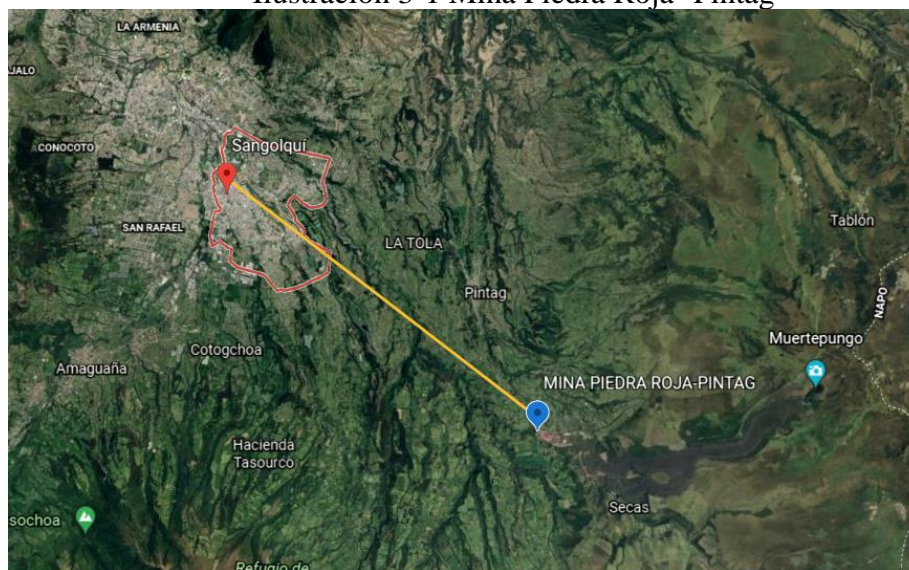 Ilustración 3-1 Mina Piedra Roja- Pintag
LA ARMENIA
JALO
CONOCOTO
Sangolquí
SAN RAFAEL
LA TOLA
Tablón
Pintag
NAPO
Cotogchoa
Muertepungo
Amaguaña
MINA PIEDRA ROJA-PINTAG
Hacienda
Tasourco
Secas
sochoa
Refugio de